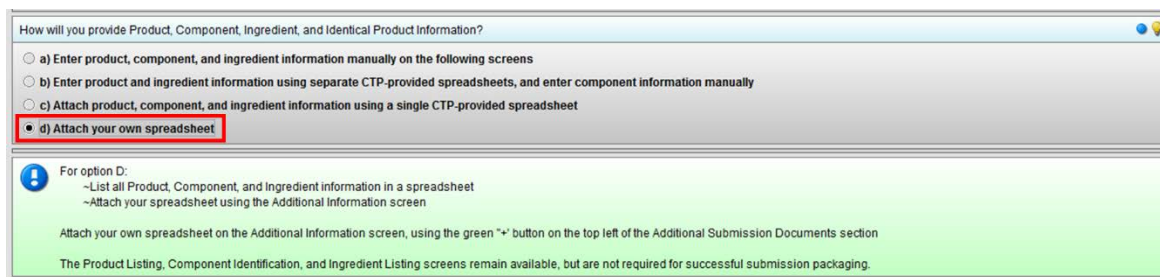 How will you provide Product, Component, Ingredient, and Identical Product Information?
a) Enter product, component, and ingredient information manually on the following screens
b) Enter product and ingredient information using separate CTP-provided spreadsheets, and enter component information manually
c) Attach product, component, and ingredient information using a single CTP-provided spreadsheet
d) Attach your own spreadsheet
For option D:
~List all Product, Component, and Ingredient information in a spreadsheet
~Attach your spreadsheet using the Additional Information screen
Attach your own spreadsheet on the Additional Information screen, using the green "+' button on the top left of the Additional Submission Documents section
The Product Listing, Component Identification, and Ingredient Listing screens remain available, but are not required for successful submission packaging.